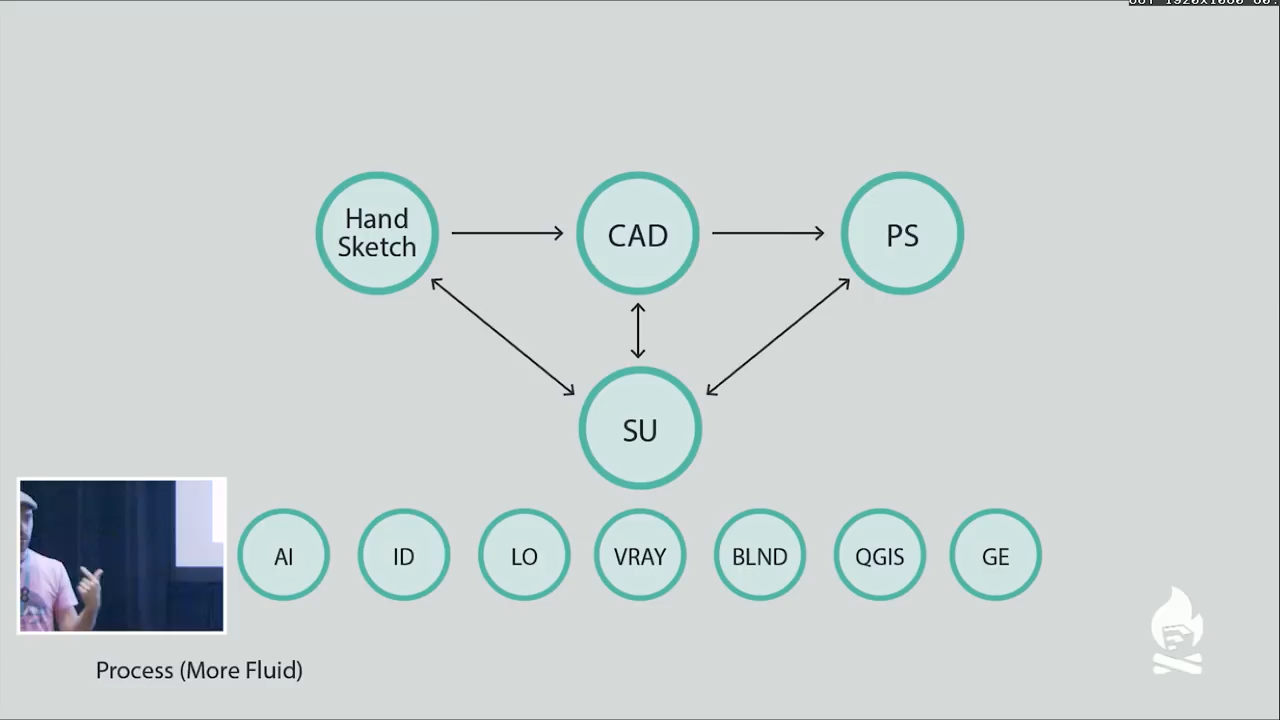 Hand
Sketch
CAD
PS
SU
AI
ID
LO
VRAY
BLND
QGIS
GE
Process (More Fluid)